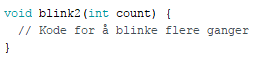 void blink2(int count) {
  // Kode for å blinke flere ganger
}